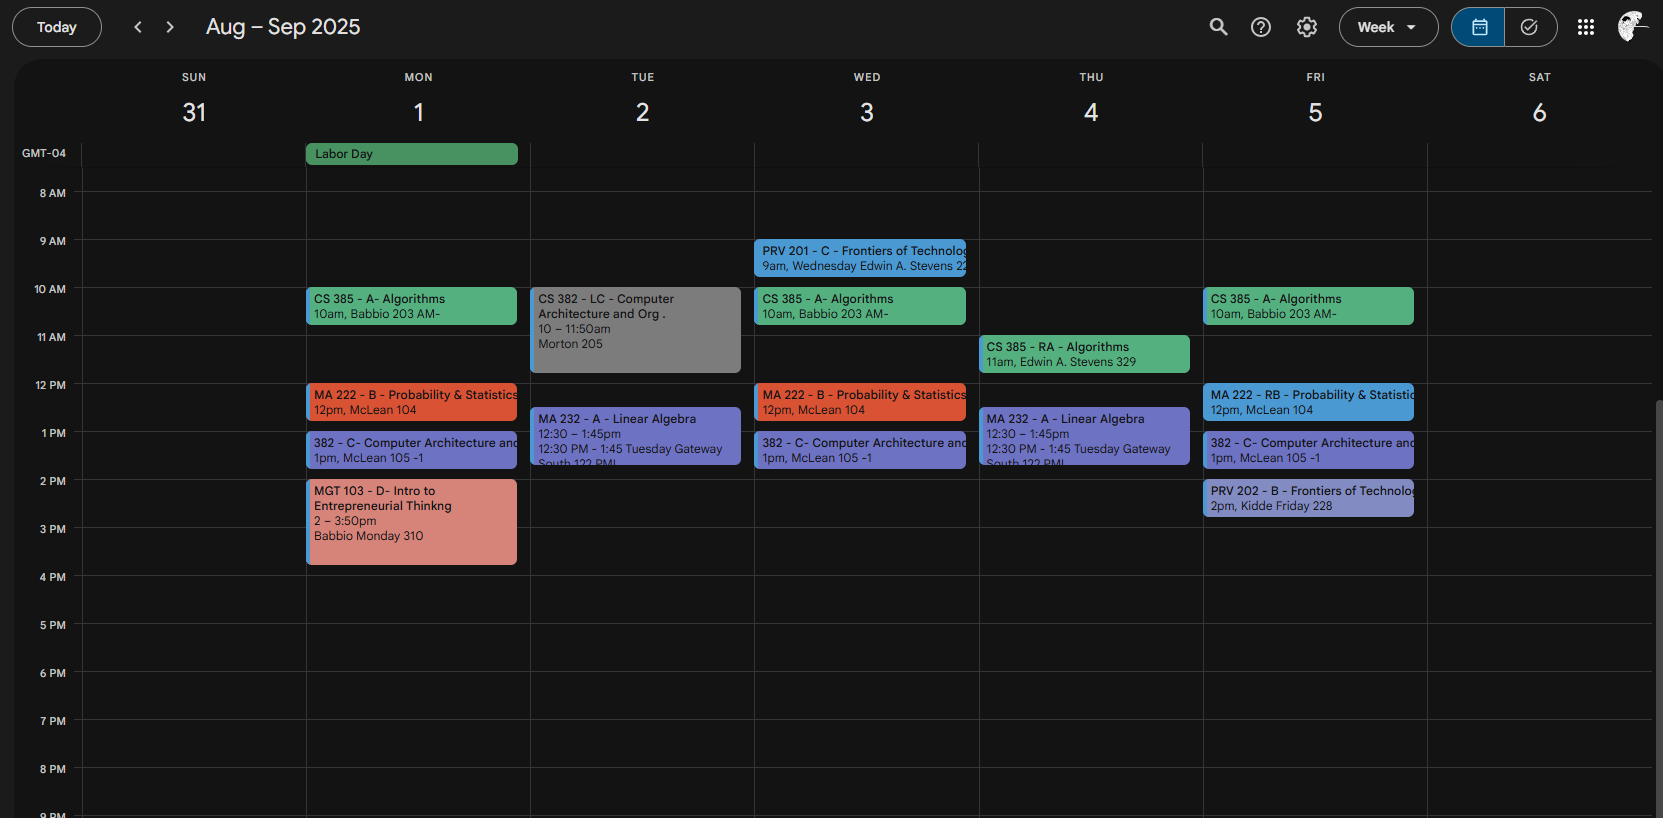 Today
Aug – Sep 2025
Week
SUN
MON
TUE
WED
THU
FRI
SAT
31
1
2
3
4
5
6
GMT-04
Labor Day
8 AM
9 AM
10 AM
11 AM
12 PM
1 PM
2 PM
3 PM
4 PM
5 PM
6 PM
7 PM
8 PM
9 PM
CS 385 - A- Algorithms
10am, Babbio 203 AM-
MA 222 - B - Probability & Statistics
12pm, McLean 104
382 - C- Computer Architecture and
1pm, McLean 105 -1
MGT 103 - D- Intro to
Entrepreneurial Thinkng
2 – 3:50pm
Babbio Monday 310
CS 382 - LC - Computer
Architecture and Org .
10 – 11:50am
Morton 205
MA 232 - A - Linear Algebra
12:30 – 1:45pm
12:30 PM - 1:45 Tuesday Gateway
South 122 PM|
PRV 201 - C - Frontiers of Technolog
9am, Wednesday Edwin A. Stevens 22
CS 385 - A- Algorithms
10am, Babbio 203 AM-
MA 222 - B - Probability & Statistics
12pm, McLean 104
382 - C- Computer Architecture and
1pm, McLean 105 -1
CS 385 - RA - Algorithms
11am, Edwin A. Stevens 329
MA 232 - A - Linear Algebra
12:30 – 1:45pm
12:30 PM - 1:45 Tuesday Gateway
South 122 PM|
CS 385 - A- Algorithms
10am, Babbio 203 AM-
MA 222 - RB - Probability & Statistic
12pm, McLean 104
382 - C- Computer Architecture and
1pm, McLean 105 -1
PRV 202 - B - Frontiers of Technolog
2pm, Kidde Friday 228